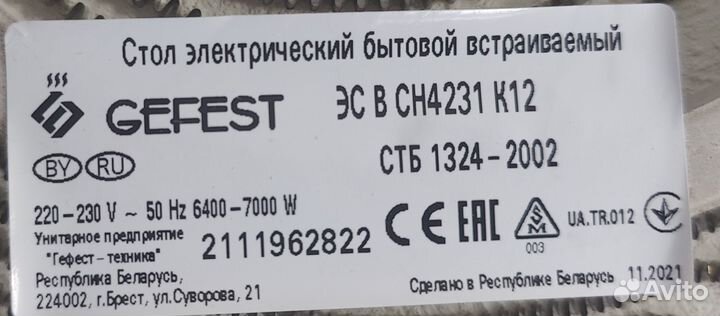 Стол электрический бытовой встраиваемый
GEFEST
ЭС В СН4231 К12
СТБ 1324-2002
BY RU
220-230 V ~ 50 Hz 6400-7000 W
Унитарное предприятие
"Гефест-техника"
2111962822
CE EAC
SM
003
UA.TR.012
Республика Беларусь,
224002, г.Брест, ул.Суворова, 21
Сделано в Республике Беларусь 11.2021
Avito